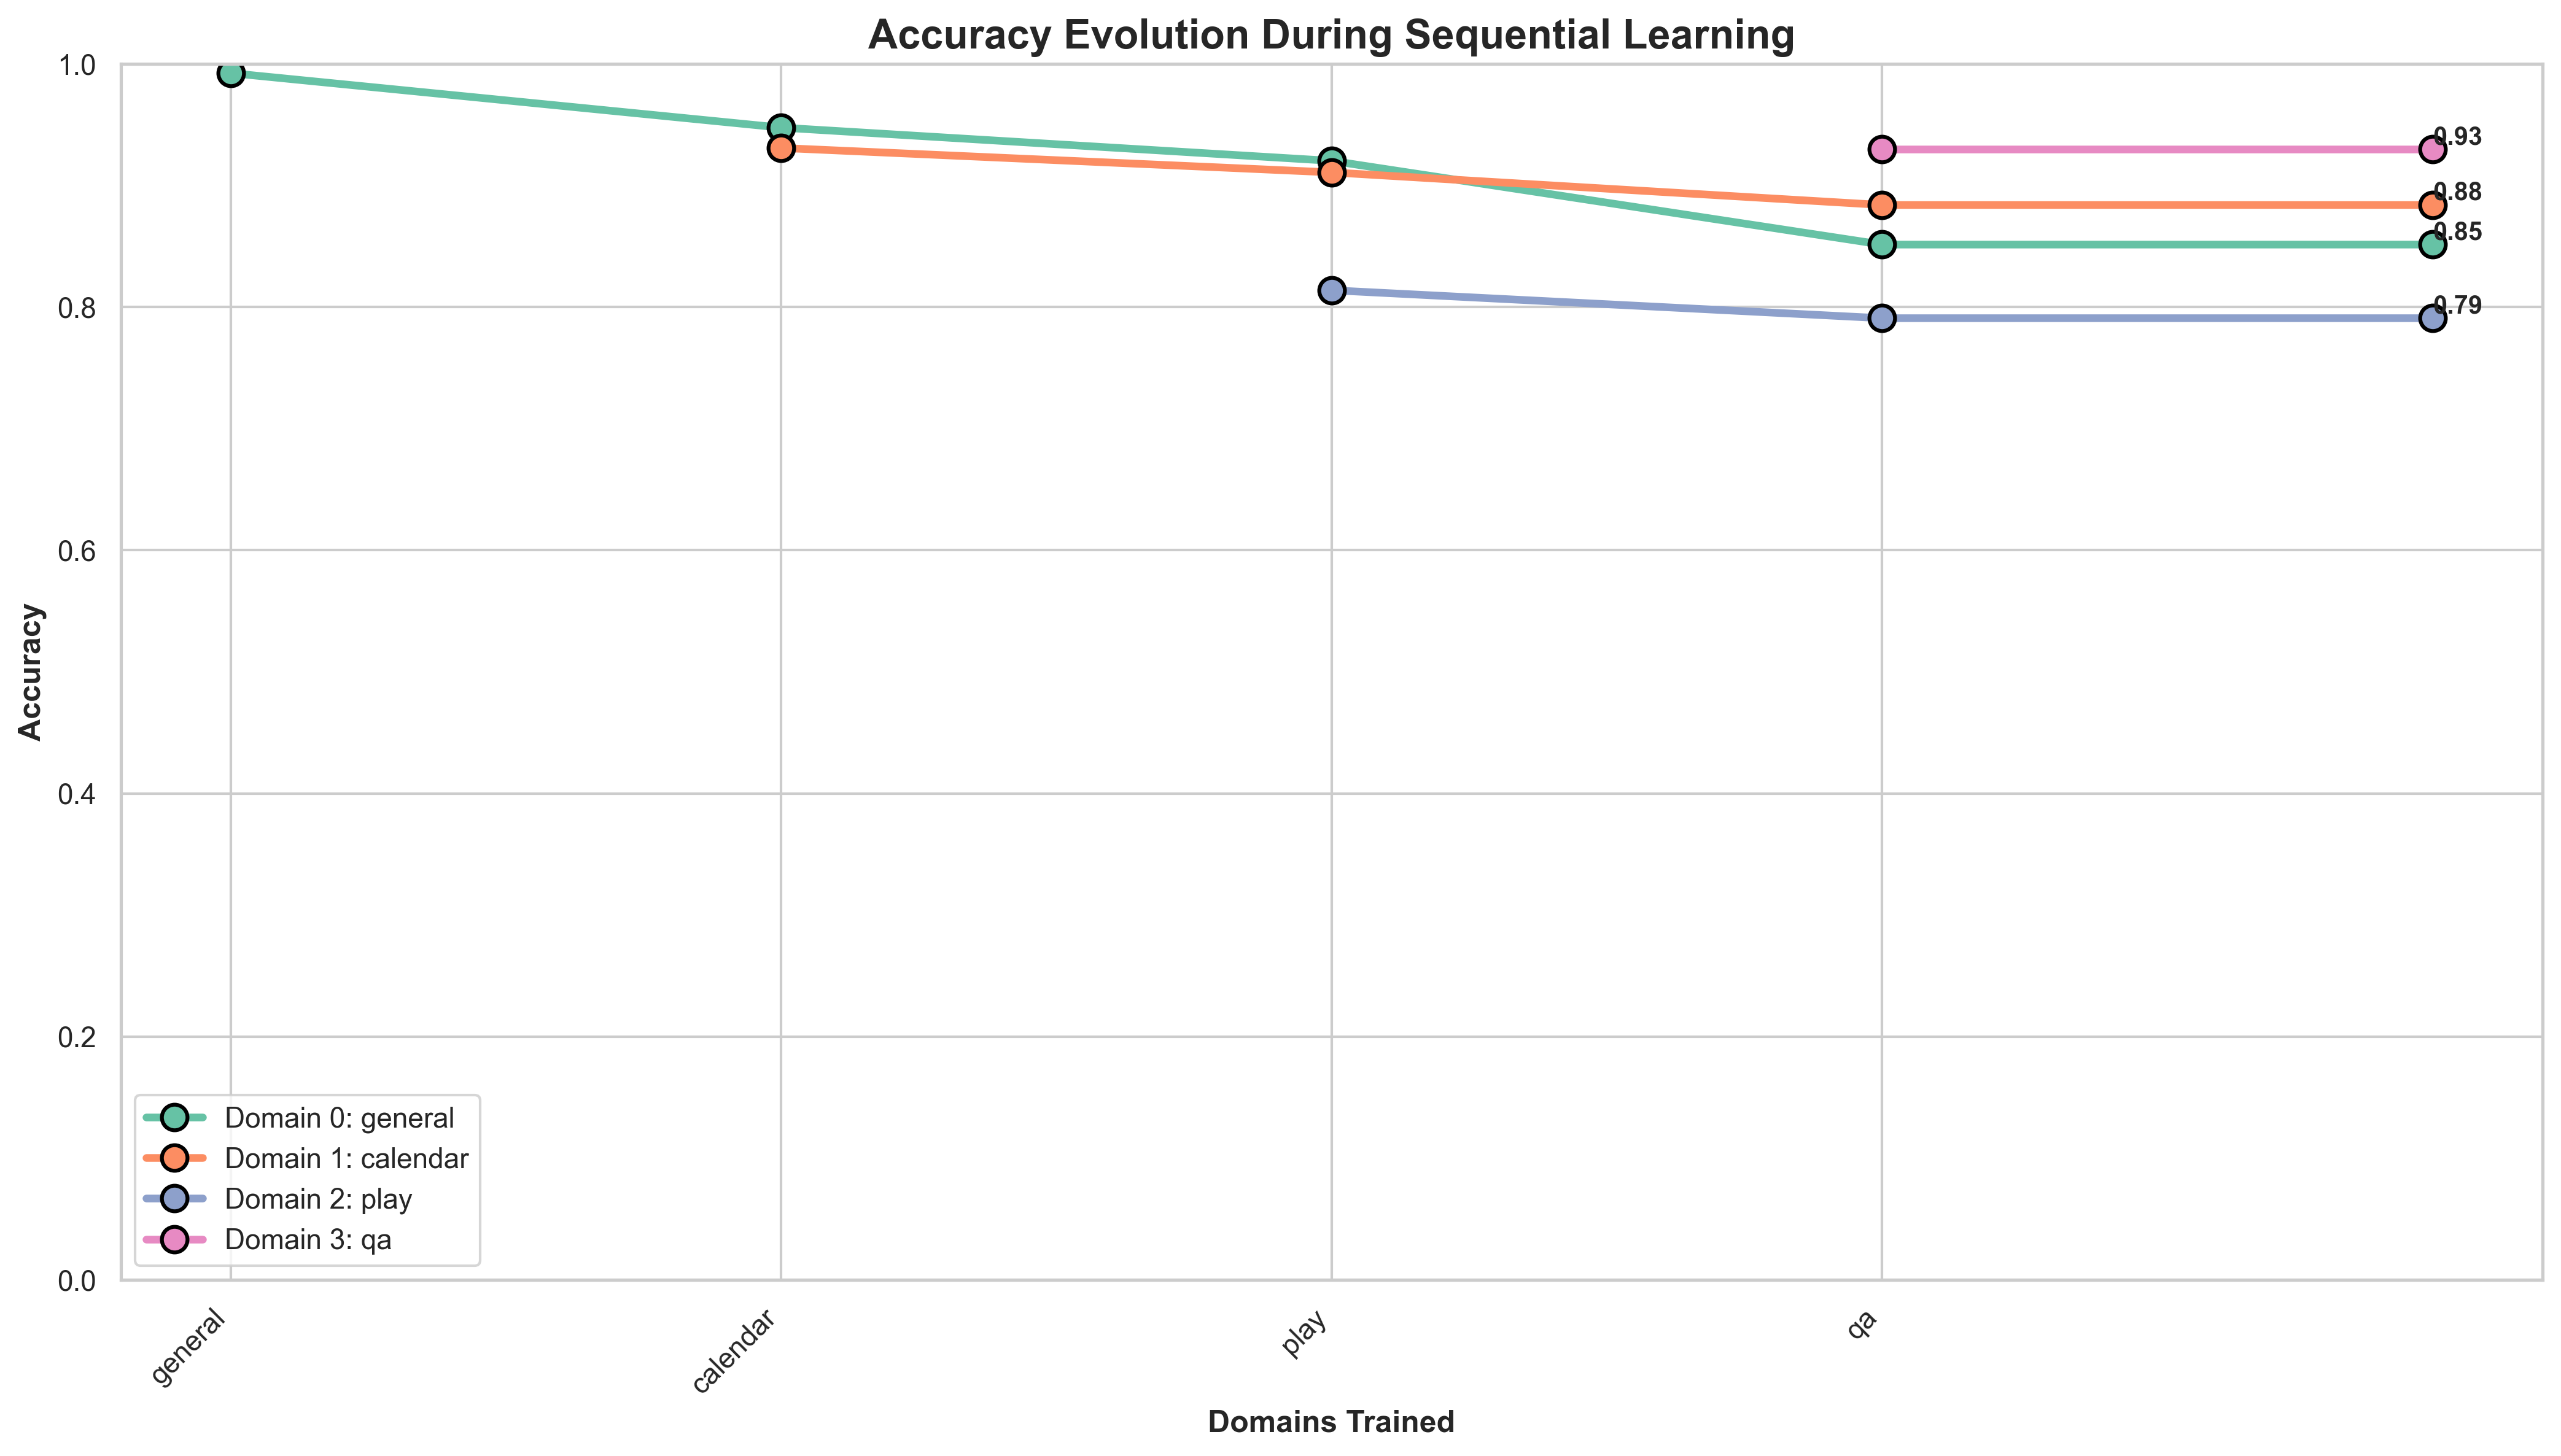 Accuracy Evolution During Sequential Learning
1.0
0.8
0.6
0.4
0.2
0.0
Accuracy
0.93
0.88
0.85
0.79
Domain 0: general
Domain 1: calendar
Domain 2: play
Domain 3: qa
general
calendar
play
qa
Domains Trained